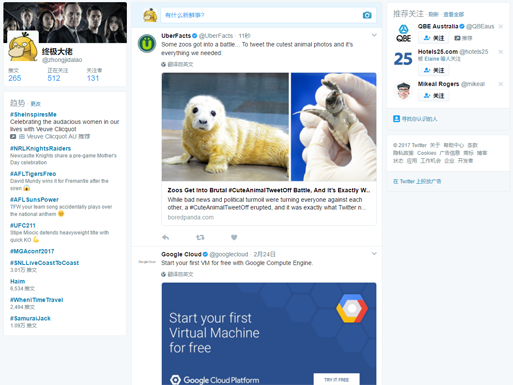 终极大佬
@zhongjidalao
推文 正在关注 关注者
265 512 131
趋势 · 更改
#SheInspiresMe
Celebrating the audacious women in our
lives with Veuve Clicquot
由 Veuve Clicquot AU 推荐
#NRLKnightsRaiders
Newcastle Knights share a pre-game Mother's
Day celebration
#AFLTigersFreo
David Mundy wins it for Fremantle after the
siren
#AFLSunsPower
TFW your team song accidentally plays over
the national anthem
#UFC211
Stipe Miocic defends heavyweight title with
quick KO
#MGAconf2017
#SNLLiveCoastToCoast
3.01万 推文
Haim
6,534 推文
#WhenITimeTravel
2,494 推文
#SamuraiJack
1.09万 推文
有什么新鲜事?
UberFacts @UberFacts · 11秒
Some zoos got into a battle... To tweet the cutest animal photos and it's
everything we needed:
翻译自英文
Zoos Get Into Brutal #CuteAnimalTweetOff Battle, And It's Exactly W...
While bad news and political turmoil were turning everyone against each
other, a #CuteAnimalTweetOff erupted, and it was exactly what Twitter n...
boredpanda.com
Google Cloud @googlecloud · 2月24日
Start your first VM for free with Google Compute Engine.
翻译自英文
Start your first
Virtual Machine
for free
Google Cloud Platform
TRY IT FREE
推荐关注 · 刷新 · 查看全部
QBE Australia @QBEaus
QBE
关注 推荐
Hotels25.com @hotels25
25
被 Elaine 等人关注
关注
Mikeal Rogers @mikeal
关注
寻找你认识的人
© 2017 Twitter 关于 帮助中心 条款
隐私政策 Cookies 广告信息 商标 博客
状态 应用 工作机会 企业 开发者
在 Twitter 上投放广告